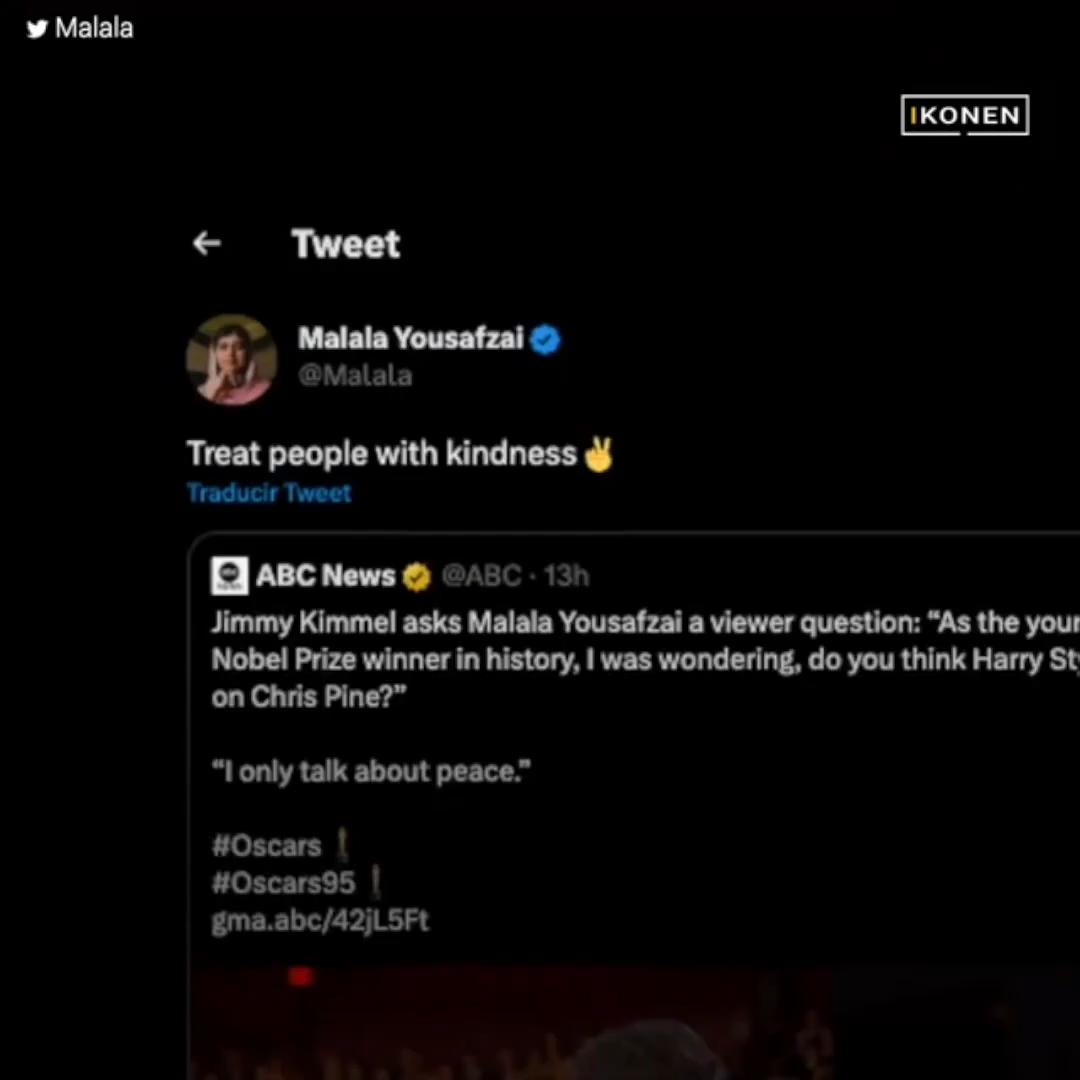 Malala
IKONEN
Tweet
Malala Yousafzai
@Malala
Treat people with kindness✌️
Traducir Tweet
ABC News @ABC · 13h
Jimmy Kimmel asks Malala Yousafzai a viewer question: “As the
Nobel Prize winner in history, I was wondering, do you think Harry
on Chris Pine?”
“I only talk about peace.”
#Oscars
#Oscars95
gma.abc/42jL5Ft